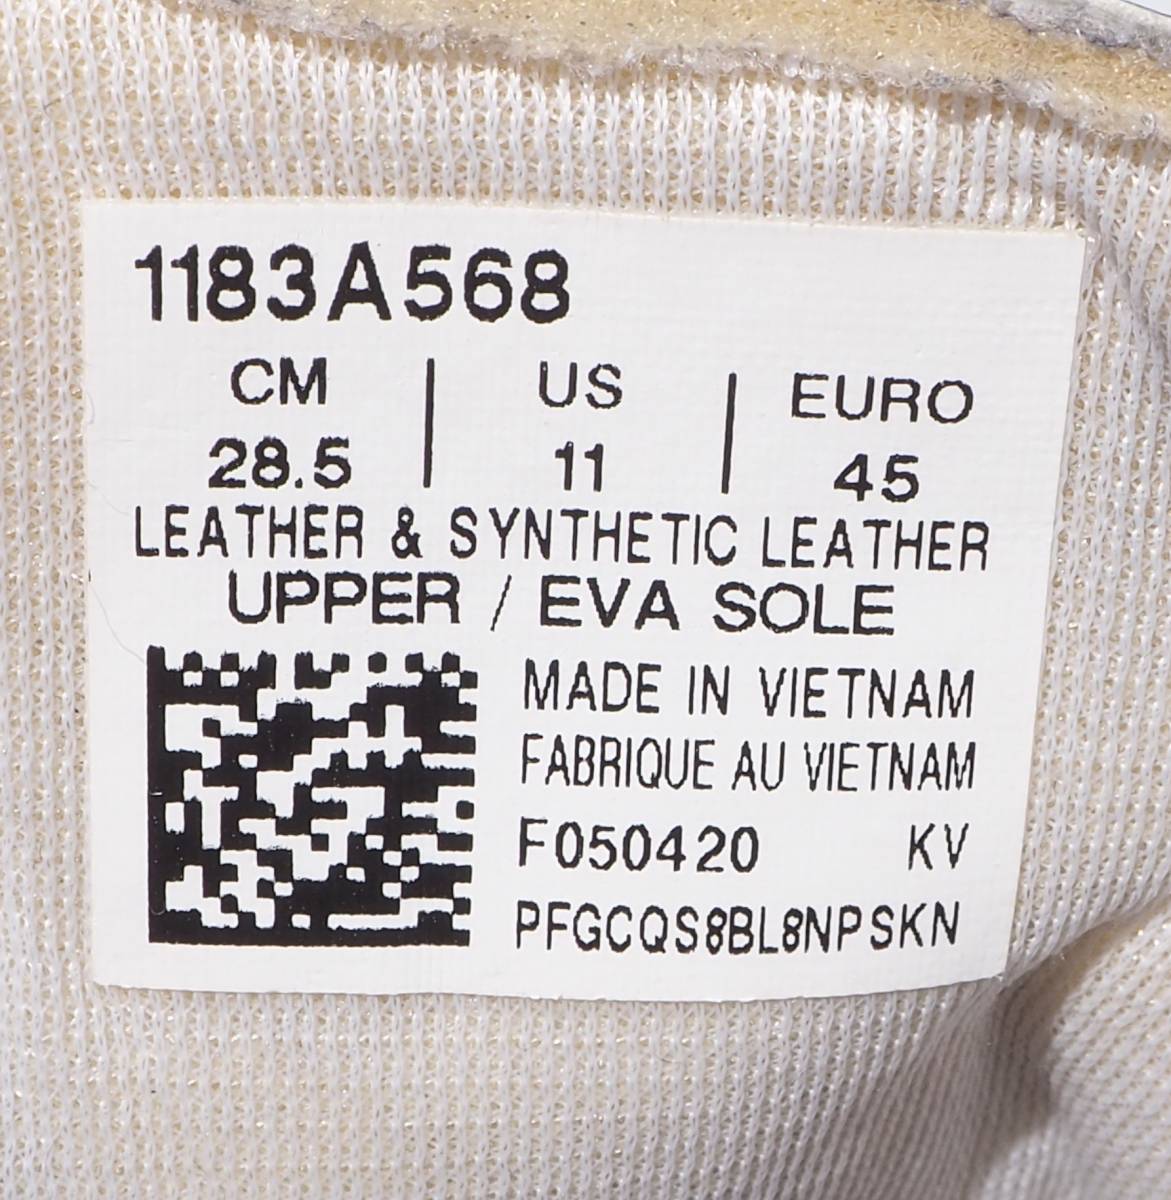 1183A568
CM | US | EURO
28.5 | 11 | 45
LEATHER & SYNTHETIC LEATHER
UPPER / EVA SOLE
MADE IN VIETNAM
FABRIQUE AU VIETNAM
F050420 KV
PFGCQS8BL8NPSKN